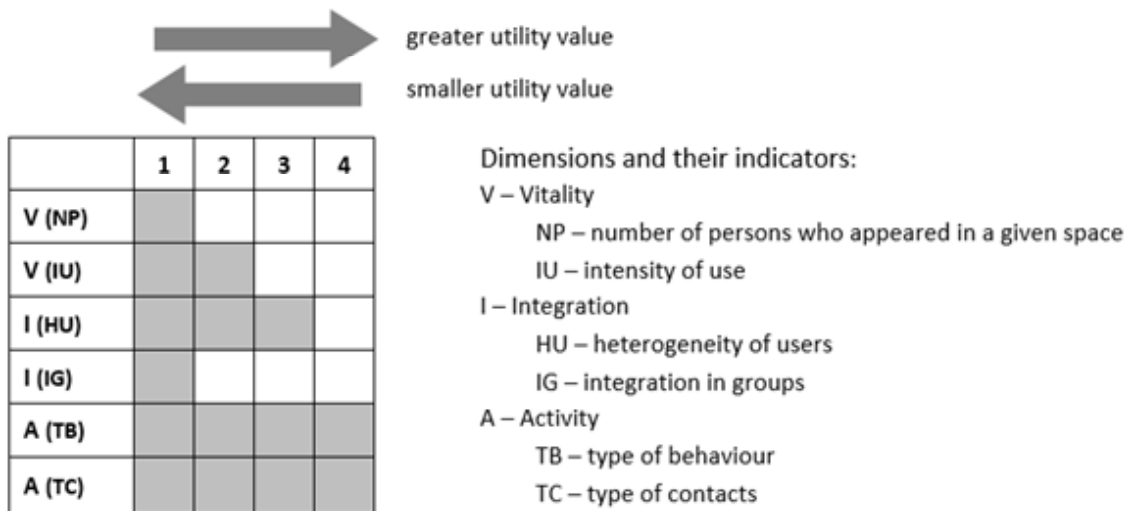 greater utility value
smaller utility value
1 2 3 4
V (NP)
V (IU)
I (HU)
I (IG)
A (TB)
A (TC)
Dimensions and their indicators:
V – Vitality
NP – number of persons who appeared in a given space
IU – intensity of use
I – Integration
HU – heterogeneity of users
IG – integration in groups
A – Activity
TB – type of behaviour
TC – type of contacts